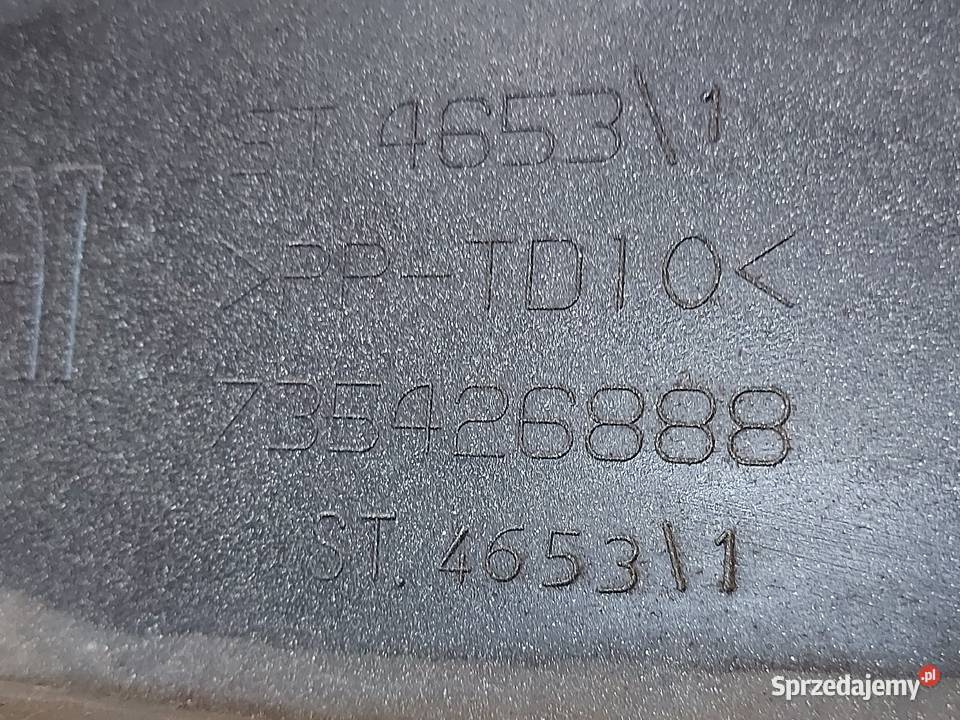 ST 4653\1
>PP-TD10<
735426888
ST. 4653\1
Sprzedajemy.pl